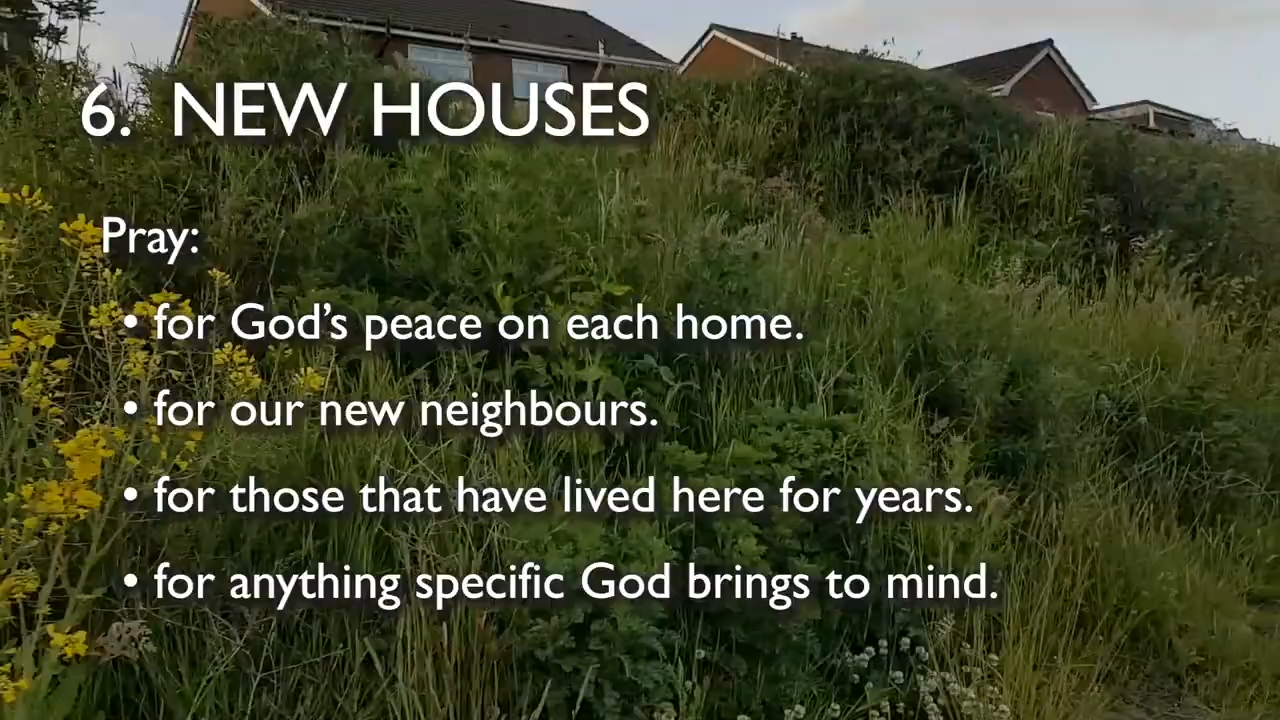 6. NEW HOUSES
Pray:
• for God’s peace on each home.
• for our new neighbours.
• for those that have lived here for years.
• for anything specific God brings to mind.